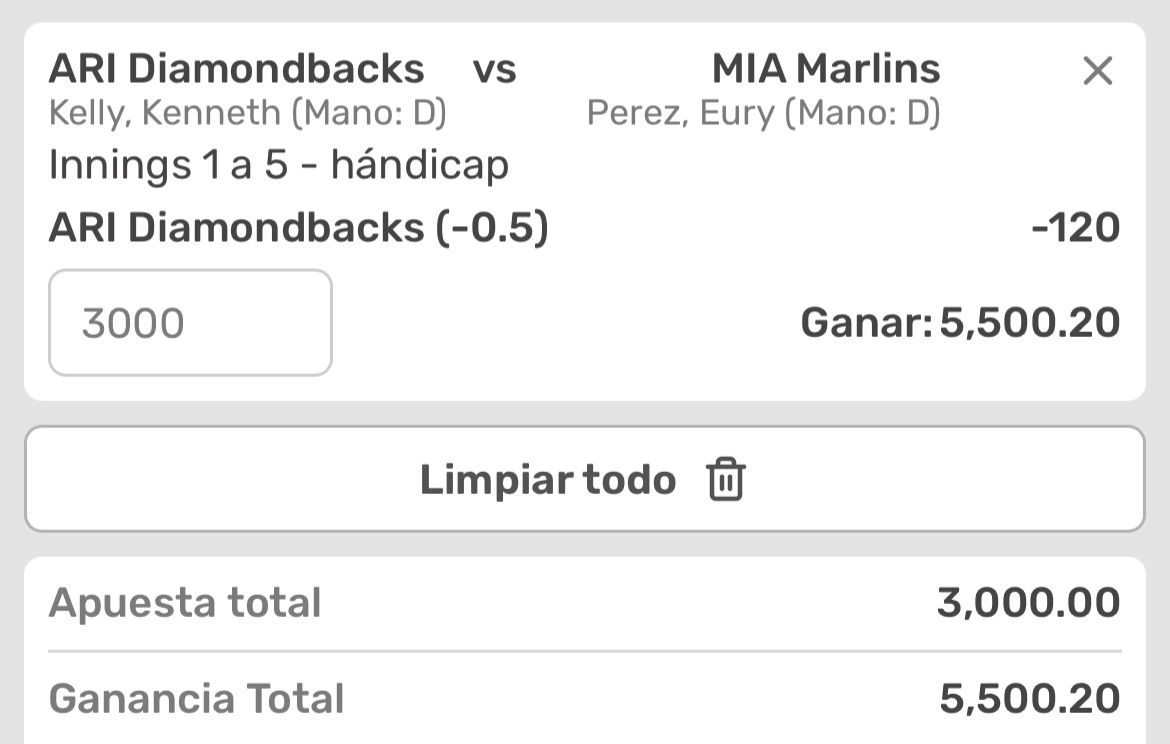 ARI Diamondbacks vs MIA Marlins
Kelly, Kenneth (Mano: D) Perez, Eury (Mano: D)
Innings 1 a 5 - hándicap
ARI Diamondbacks (-0.5) -120
3000 Ganar: 5,500.20
Limpiar todo
Apuesta total 3,000.00
Ganancia Total 5,500.20